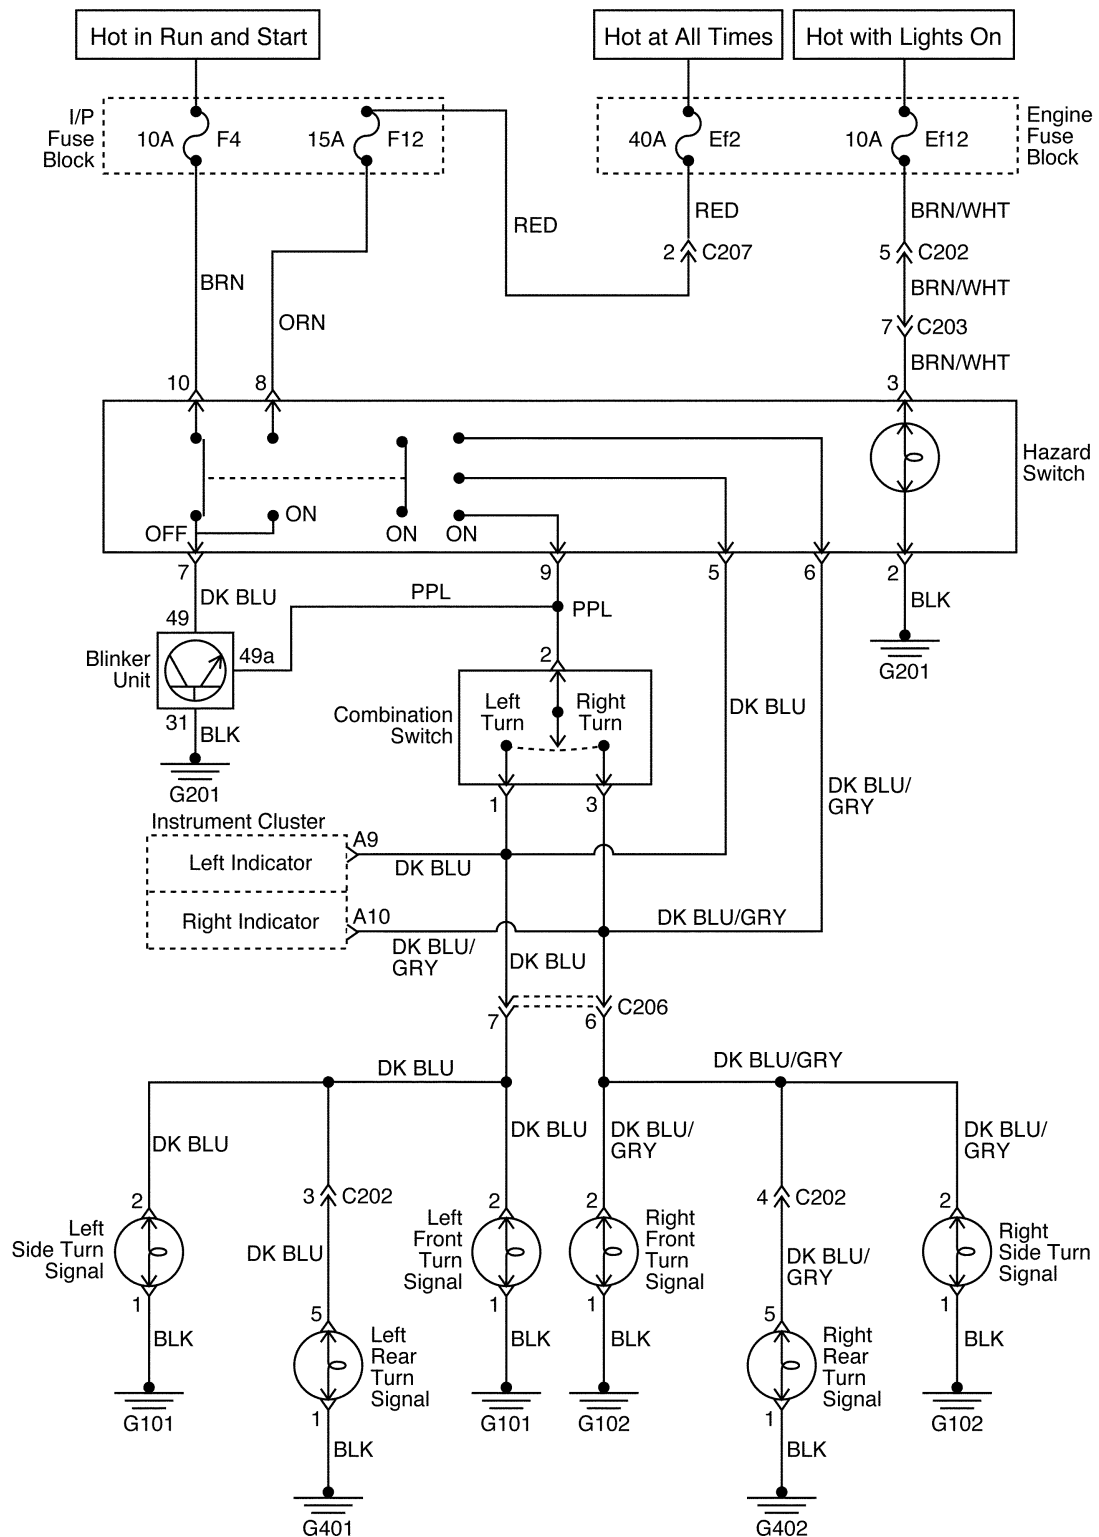 Hot in Run and Start
Hot at All Times
Hot with Lights On
I/P
Fuse
Block
10A
F4
15A
F12
40A
Ef2
10A
Ef12
Engine
Fuse
Block
RED
RED
BRN/WHT
2
C207
5
C202
BRN
BRN/WHT
ORN
7
C203
BRN/WHT
10
8
3
Hazard
Switch
OFF
ON
ON
ON
7
9
5
6
2
DK BLU
PPL
PPL
BLK
49
49a
Blinker
Unit
31
BLK
G201
G201
2
Left
Turn
Right
Turn
Combination
Switch
DK BLU
1
3
DK BLU/
GRY
Instrument Cluster
A9
Left Indicator
DK BLU
A10
Right Indicator
DK BLU/
GRY
DK BLU/GRY
DK BLU
C206
7
6
DK BLU
DK BLU/GRY
DK BLU
DK BLU
DK BLU/
GRY
DK BLU/
GRY
2
3
C202
2
2
4
C202
2
Left
Side Turn
Signal
DK BLU
Left
Front
Turn
Signal
Right
Front
Turn
Signal
DK BLU/
GRY
Right
Side Turn
Signal
1
5
1
1
5
1
BLK
Left
Rear
Turn
Signal
BLK
BLK
Right
Rear
Turn
Signal
BLK
G101
1
G101
G102
1
G102
BLK
BLK
G401
G402